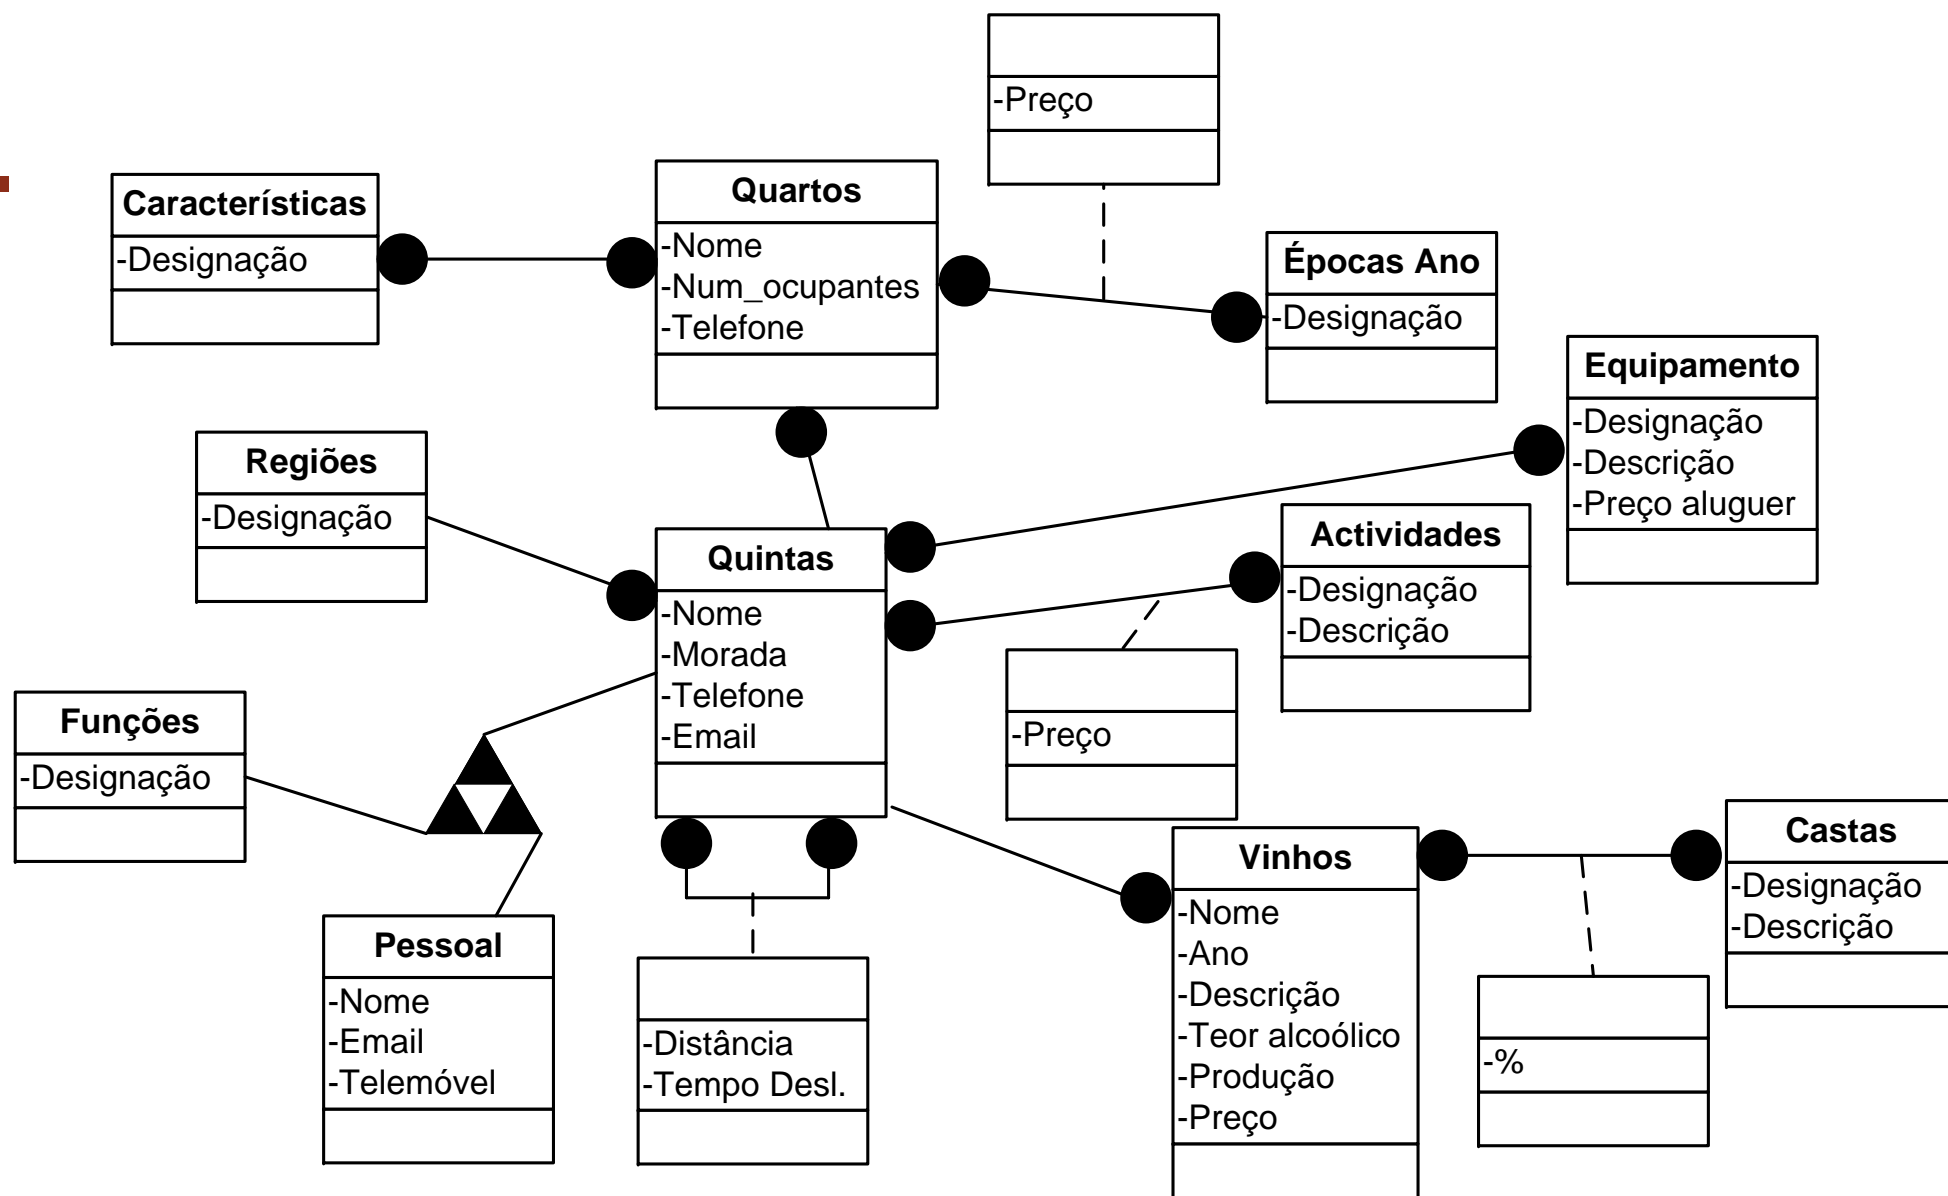 -Preço
Características
-Designação
Quartos
-Nome
-Num_ocupantes
-Telefone
Épocas Ano
-Designação
Equipamento
-Designação
-Descrição
-Preço aluguer
Regiões
-Designação
Quintas
-Nome
-Morada
-Telefone
-Email
Actividades
-Designação
-Descrição
-Preço
Funções
-Designação
Pessoal
-Nome
-Email
-Telemóvel
-Distância
-Tempo Desl.
Vinhos
-Nome
-Ano
-Descrição
-Teor alcoólico
-Produção
-Preço
-%
Castas
-Designação
-Descrição